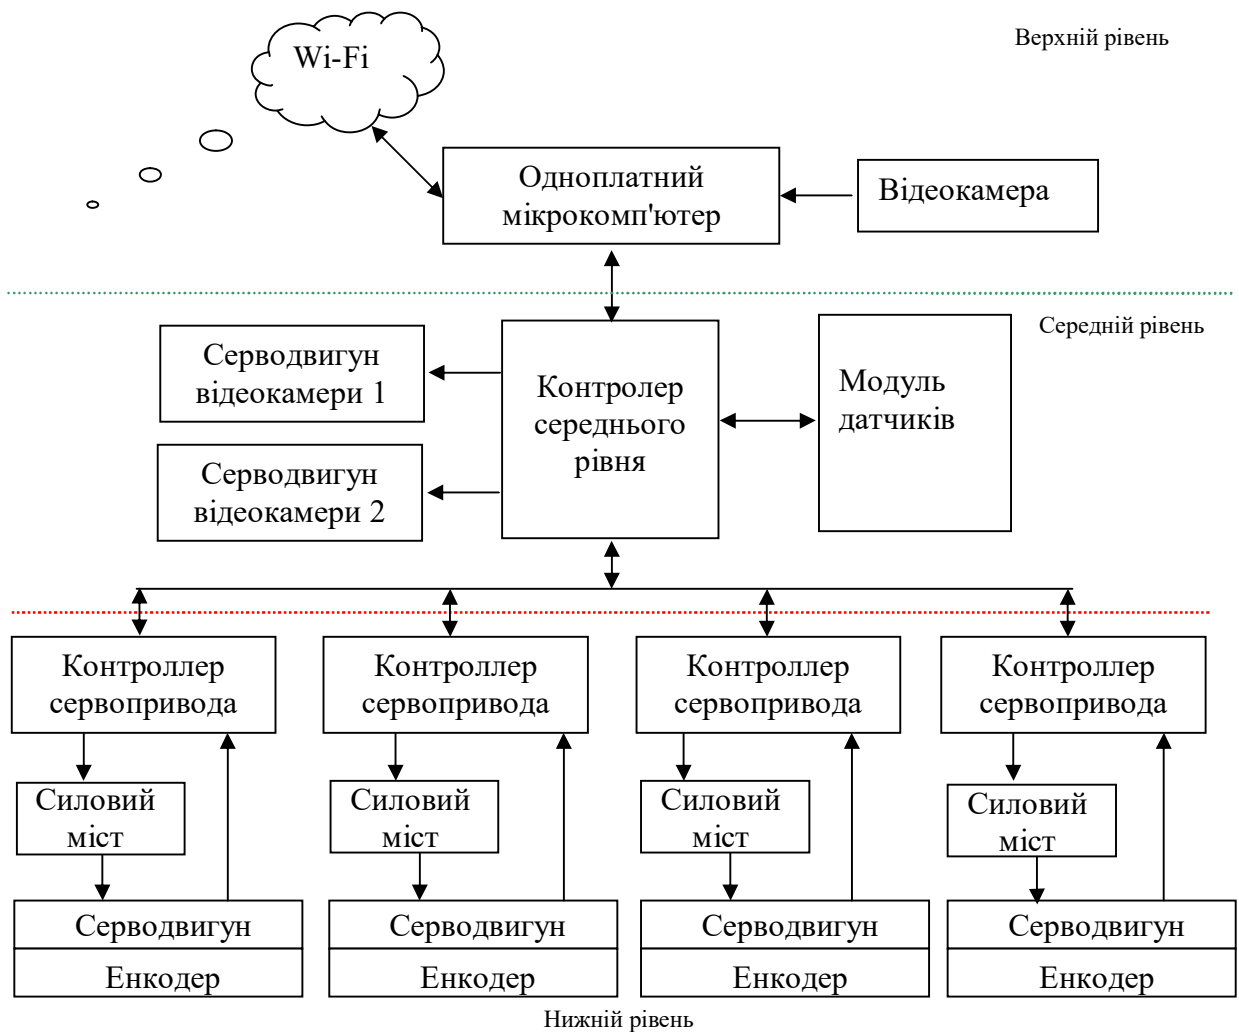 Wi-Fi
Верхній рівень
Одноплатний
мікрокомп'ютер
Відеокамера
Середній рівень
Серводвигун
відеокамери 1
Контролер
середнього
рівня
Модуль
датчиків
Серводвигун
відеокамери 2
Контроллер
сервопривода
Контроллер
сервопривода
Контроллер
сервопривода
Контроллер
сервопривода
Силовий
міст
Силовий
міст
Силовий
міст
Силовий
міст
Серводвигун
Енкодер
Серводвигун
Енкодер
Серводвигун
Енкодер
Серводвигун
Енкодер
Нижній рівень